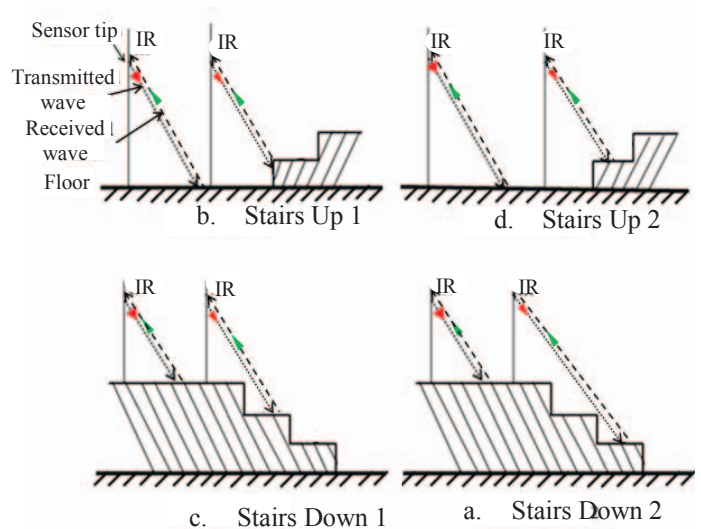 Sensor tip
IR
IR
IR
IR
Transmitted
wave
Received
wave
Floor
b. Stairs Up 1
d. Stairs Up 2
IR
IR
IR
IR
c. Stairs Down 1
a. Stairs Down 2